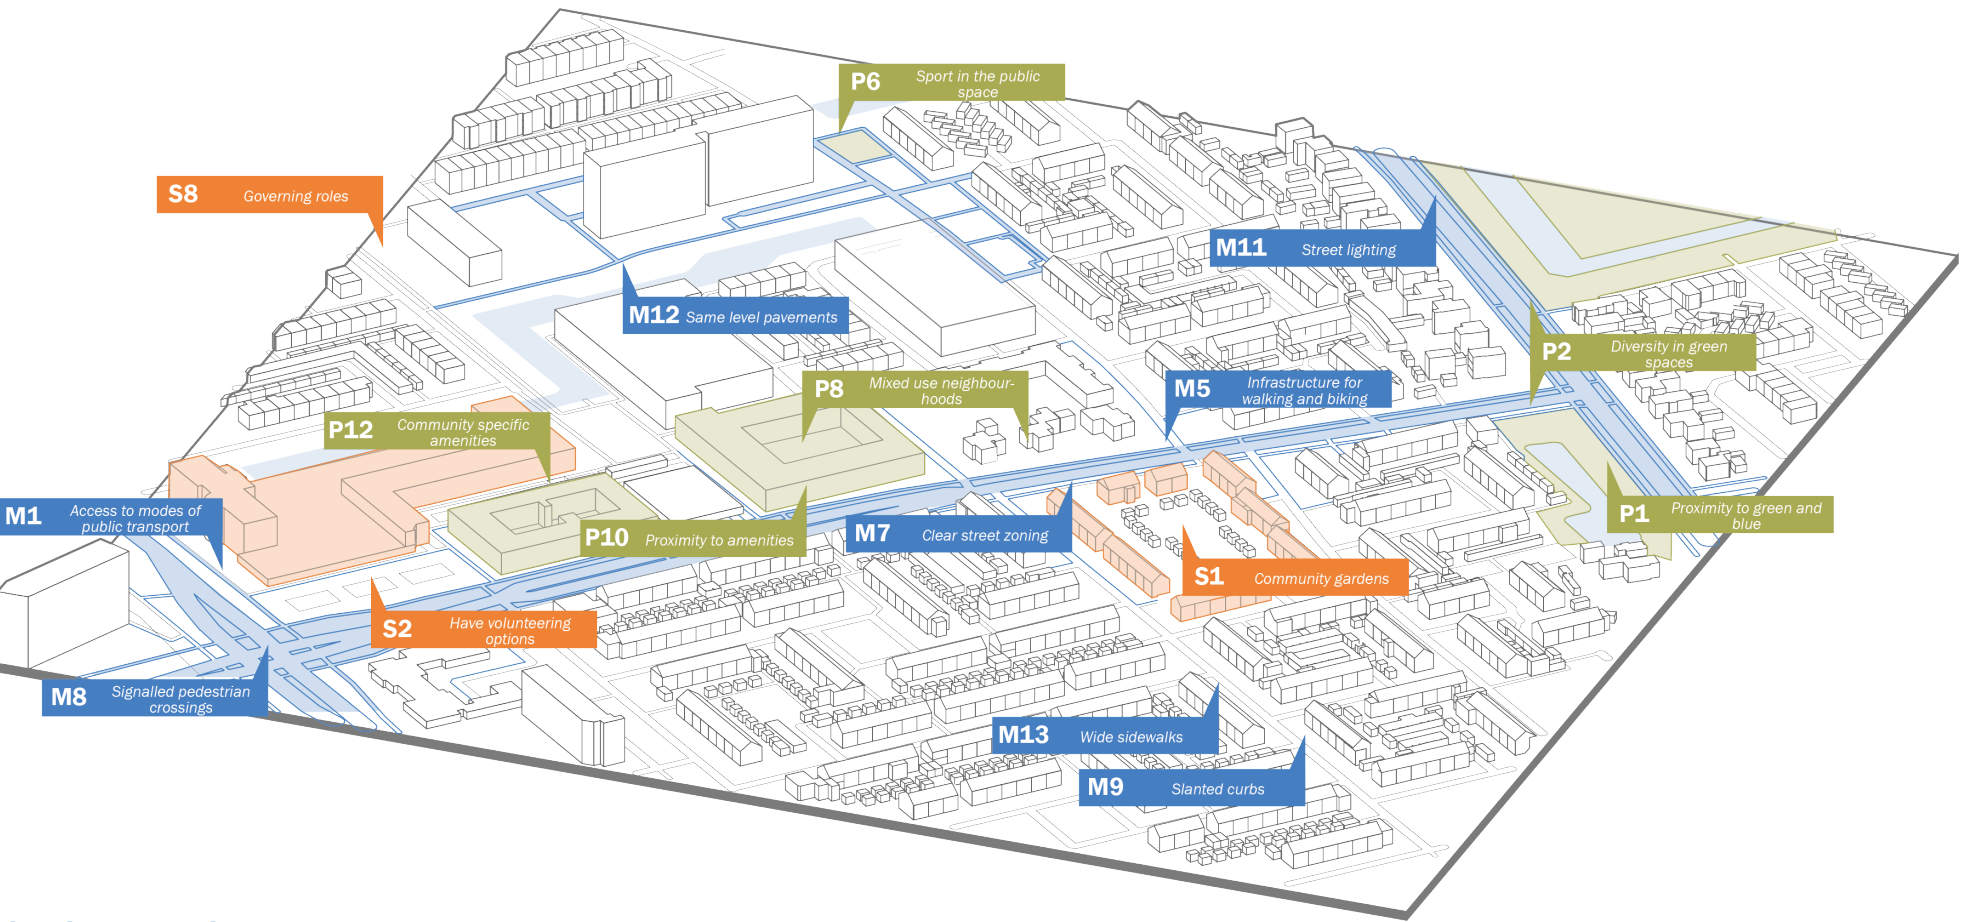 P6 Sport in the public
space
S8 Governing roles
M11 Street lighting
M12 Same level pavements
P2 Diversity in green
spaces
P8 Mixed use neighbour-
hoods
M5 Infrastructure for
walking and biking
P12 Community specific
amenities
M1 Access to modes of
public transport
P10 Proximity to amenities
M7 Clear street zoning
P1 Proximity to green and
blue
S1 Community gardens
S2 Have volunteering
options
M8 Signalled pedestrian
crossings
M13 Wide sidewalks
M9 Slanted curbs